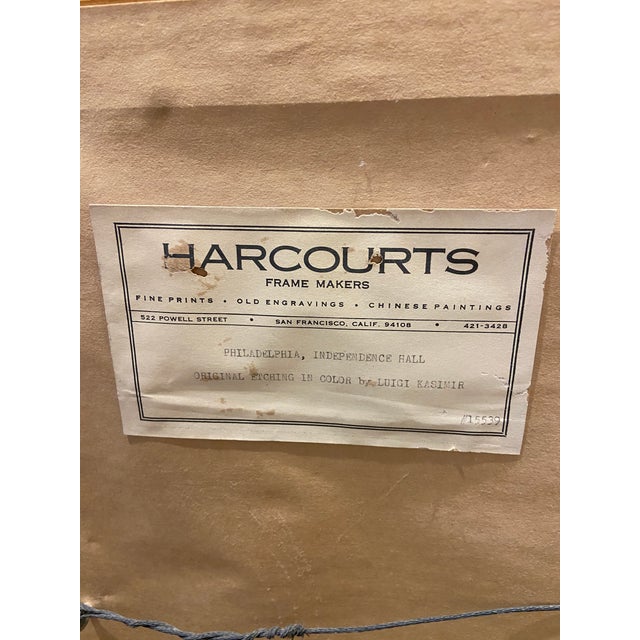 HARCOURTS
FRAME MAKERS
FINE PRINTS • OLD ENGRAVINGS • CHINESE PAINTINGS
522 POWELL STREET • SAN FRANCISCO, CALIF. 94108 • 421-3428
PHILADELPHIA, INDEPENDENCE HALL
ORIGINAL ETCHING IN COLOR by LUIGI KASIMIR
#15539